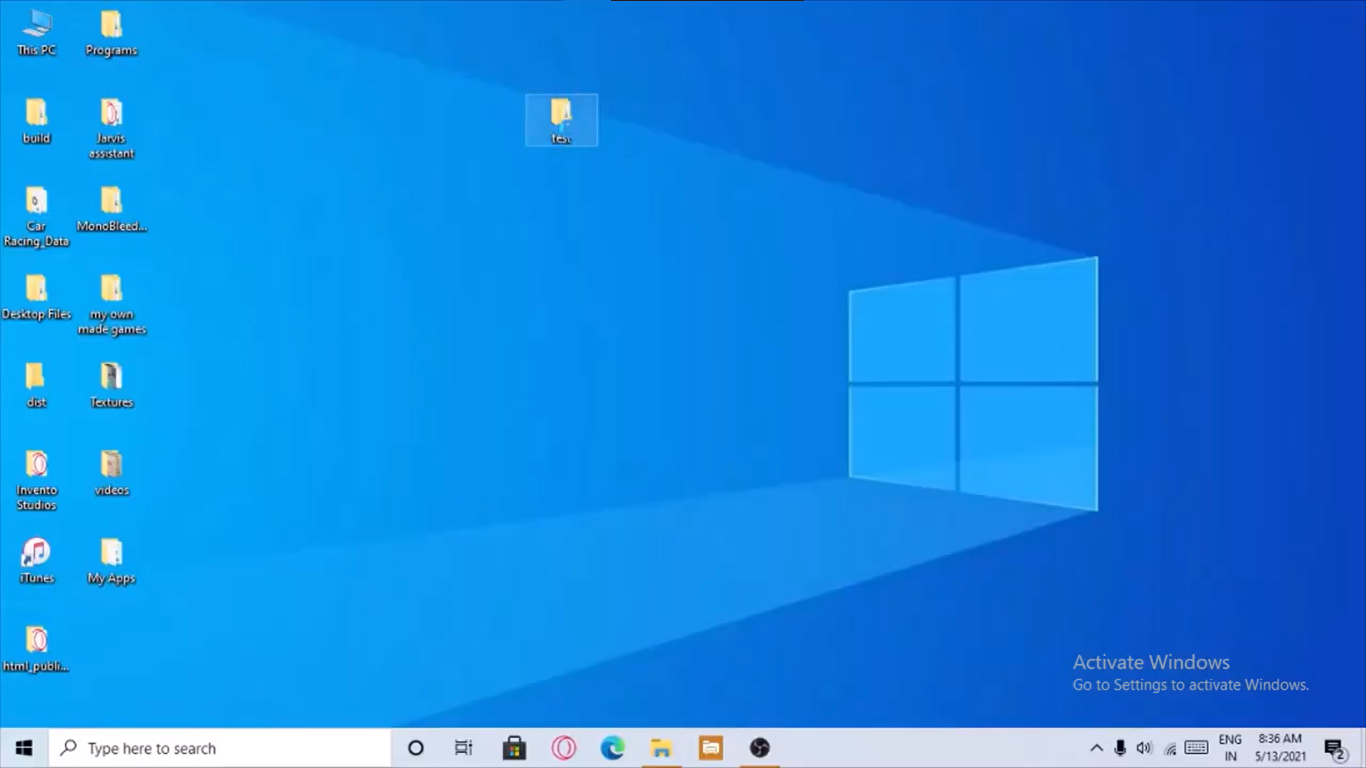 This PC
Programs
build
Jarvis
assistant
test
Car
Racing_Data
MonoBleed...
Desktop Files
my own
made games
dist
Textures
Invento
Studios
videos
iTunes
My Apps
html_publi...
Activate Windows
Go to Settings to activate Windows.
Type here to search
ENG
IN
8:36 AM
5/13/2021
2